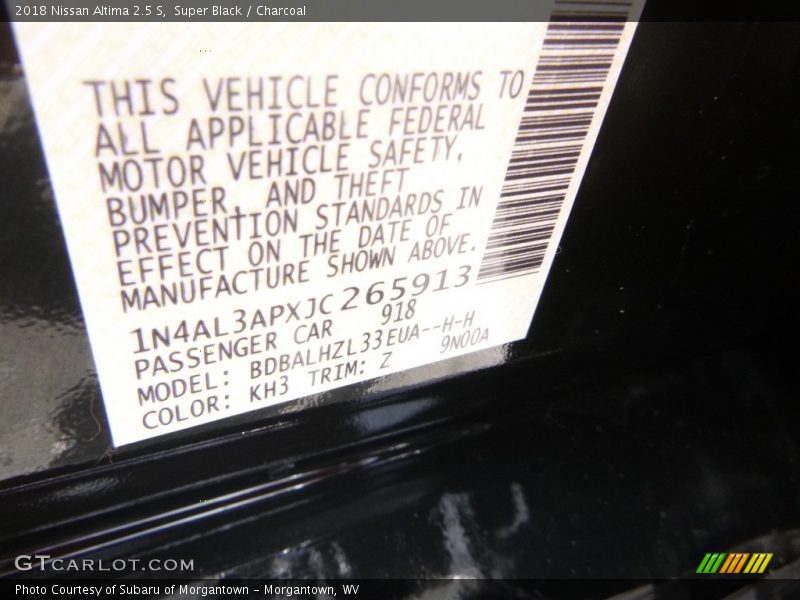 2018 Nissan Altima 2.5 S, Super Black / Charcoal
THIS VEHICLE CONFORMS TO
ALL APPLICABLE FEDERAL
MOTOR VEHICLE SAFETY,
BUMPER, AND THEFT
PREVENTION STANDARDS IN
EFFECT ON THE DATE OF
MANUFACTURE SHOWN ABOVE.
1N4AL3APXJC265913
PASSENGER CAR 918
MODEL: BDBALHZL33EUA--H-H
COLOR: KH3 TRIM: Z 9N00A
GTCARLOT.COM
Photo Courtesy of Subaru of Morgantown - Morgantown, WV